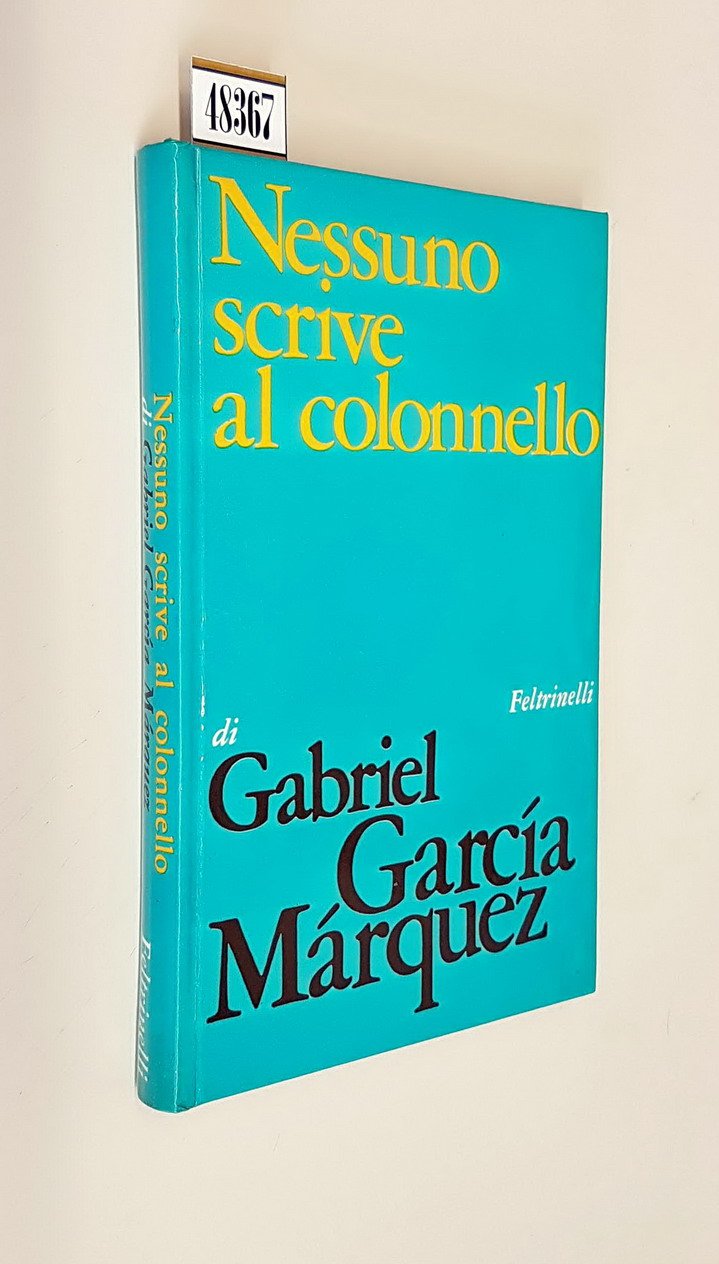 48367
Nessuno
scrive
al colonnello
Feltrinelli
di
Gabriel
García
Márquez
Nessuno scrive al colonnello
di Gabriel García Márquez
Feltrinelli